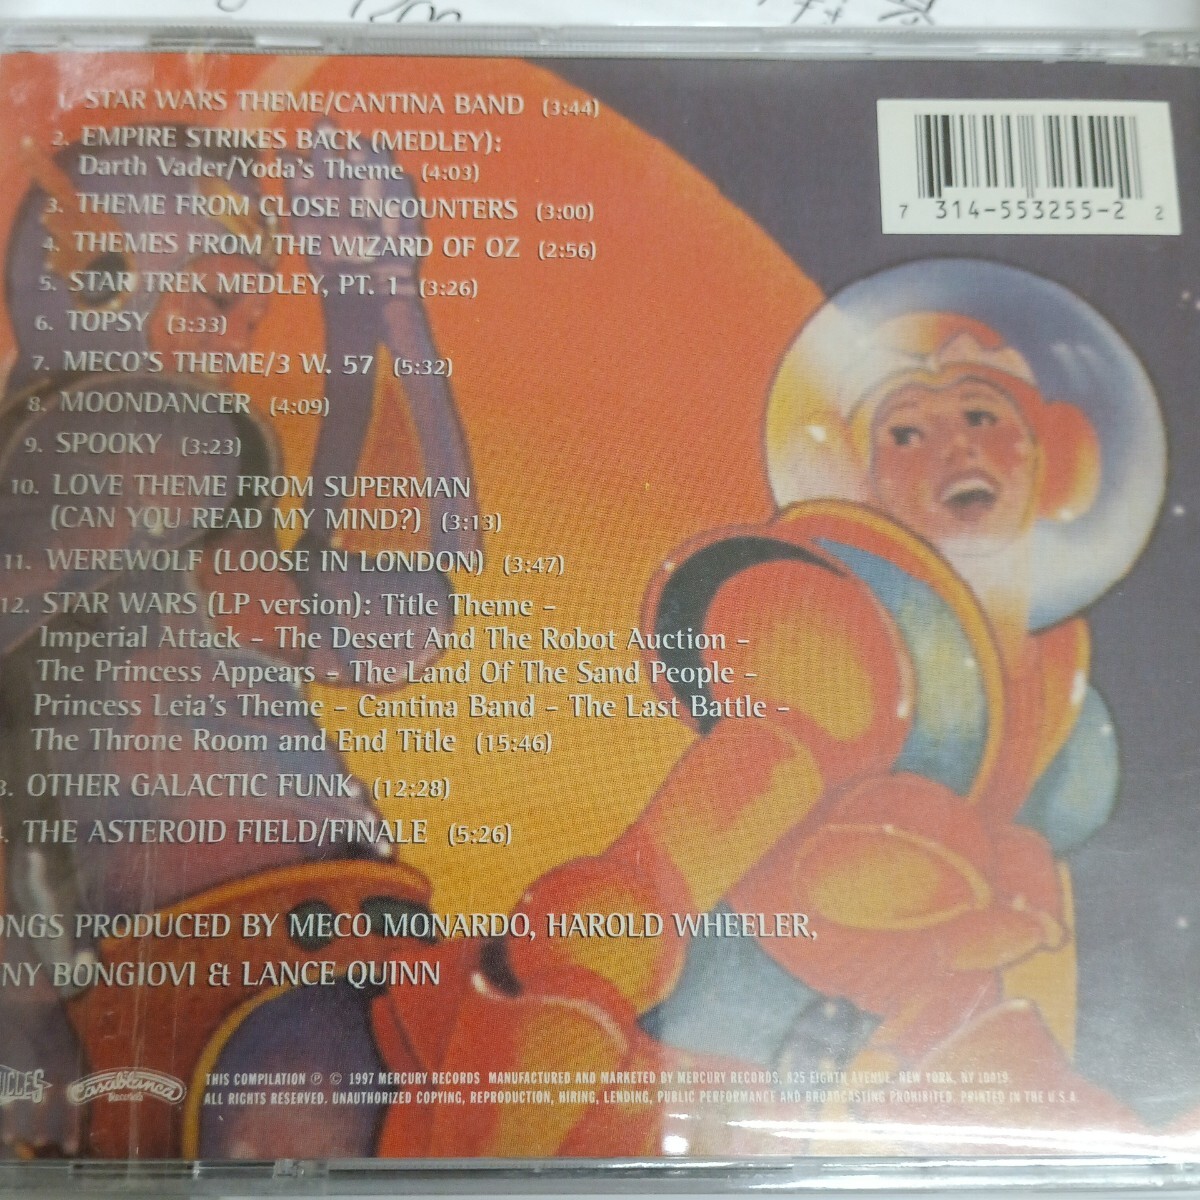 1. STAR WARS THEME/CANTINA BAND (3:44)
2. EMPIRE STRIKES BACK (MEDLEY):
Darth Vader/Yoda's Theme (4:03)
3. THEME FROM CLOSE ENCOUNTERS (3:00)
4. THEMES FROM THE WIZARD OF OZ (2:56)
5. STAR TREK MEDLEY, PT. 1 (3:26)
6. TOPSY (3:33)
7. MECO'S THEME/3 W. 57 (5:32)
8. MOONDANCER (4:09)
9. SPOOKY (3:23)
10. LOVE THEME FROM SUPERMAN
(CAN YOU READ MY MIND?) (3:13)
11. WEREWOLF (LOOSE IN LONDON) (3:47)
12. STAR WARS (LP version): Title Theme –
Imperial Attack – The Desert And The Robot Auction –
The Princess Appears – The Land Of The Sand People –
Princess Leia's Theme – Cantina Band – The Last Battle –
The Throne Room and End Title (15:46)
3. OTHER GALACTIC FUNK (12:28)
. THE ASTEROID FIELD/FINALE (5:26)
ONGS PRODUCED BY MECO MONARDO, HAROLD WHEELER,
NY BONGIOVI & LANCE QUINN
7 314-553255-2 2
ICLES
Casablanca
Records
THIS COMPILATION ℗ © 1997 MERCURY RECORDS MANUFACTURED AND MARKETED BY MERCURY RECORDS, 825 EIGHTH AVENUE, NEW YORK, NY 10019.
ALL RIGHTS RESERVED. UNAUTHORIZED COPYING, REPRODUCTION, HIRING, LENDING, PUBLIC PERFORMANCE AND BROADCASTING PROHIBITED. PRINTED IN THE U.S.A.